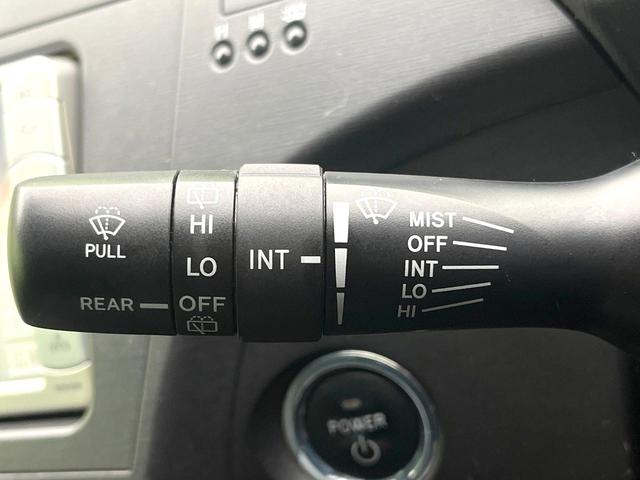 PULL
REAR
HI
LO
OFF
INT
MIST
OFF
INT
LO
HI
POWER